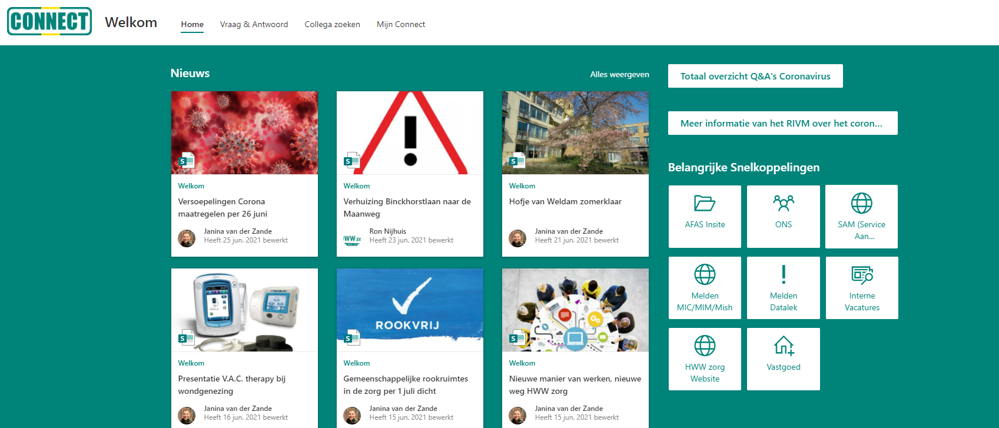 CONNECT
Welkom
Home
Vraag & Antwoord
Collega zoeken
Mijn Connect
Nieuws
Alles weergeven
Welkom
Versoepelingen Corona
maatregelen per 26 juni
Janina van der Zande
Heeft 25 jun. 2021 bewerkt
Welkom
Verhuizing Binckhorstlaan naar de
Maanweg
Ron Nijhuis
Heeft 23 jun. 2021 bewerkt
Welkom
Hofje van Weldam zomerklaar
Janina van der Zande
Heeft 21 jun. 2021 bewerkt
Welkom
Presentatie V.A.C. therapy bij
wondgenezing
Janina van der Zande
Heeft 16 jun. 2021 bewerkt
ROOKVRIJ
Welkom
Gemeenschappelijke rookruimtes
in de zorg per 1 juli dicht
Janina van der Zande
Heeft 15 jun. 2021 bewerkt
Welkom
Nieuwe manier van werken, nieuwe
weg HWW zorg
Janina van der Zande
Heeft 15 jun. 2021 bewerkt
Totaal overzicht Q&A's Coronavirus
Meer informatie van het RIVM over het coron...
Belangrijke Snelkoppelingen
AFAS Insite
ONS
SAM (Service
Aan...
Melden
MIC/MIM/Mish
Melden
Datalek
Interne
Vacatures
HWW zorg
Website
Vastgoed